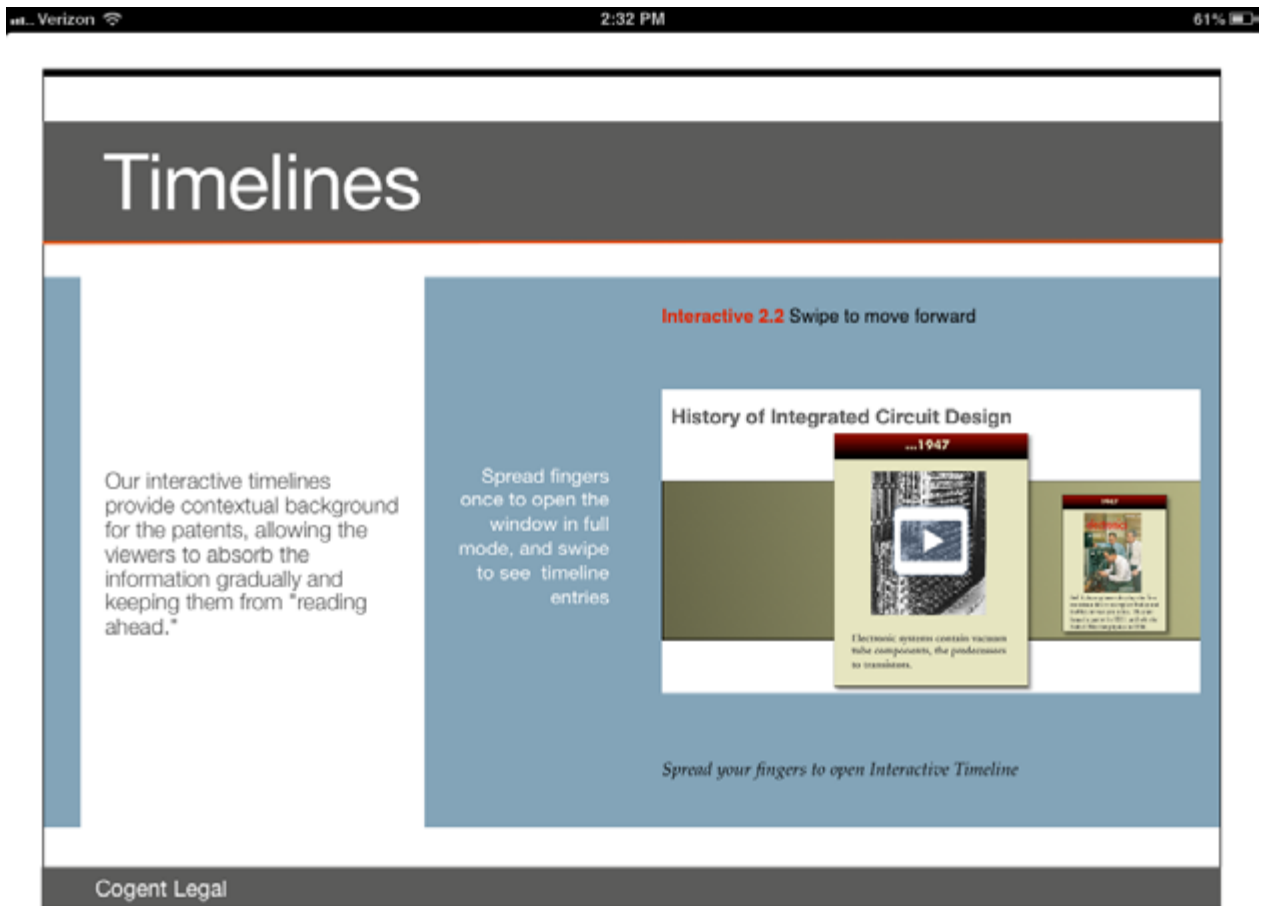 Verizon
2:32 PM
61%
Timelines
Our interactive timelines
provide contextual background
for the patents, allowing the
viewers to absorb the
information gradually and
keeping them from "reading
ahead."
Spread fingers
once to open the
window in full
mode, and swipe
to see timeline
entries
Interactive 2.2 Swipe to move forward
History of Integrated Circuit Design
...1947
Electronic systems contain vacuum
tube components, the predecessors
to transistors.
1947
Spread your fingers to open Interactive Timeline
Cogent Legal